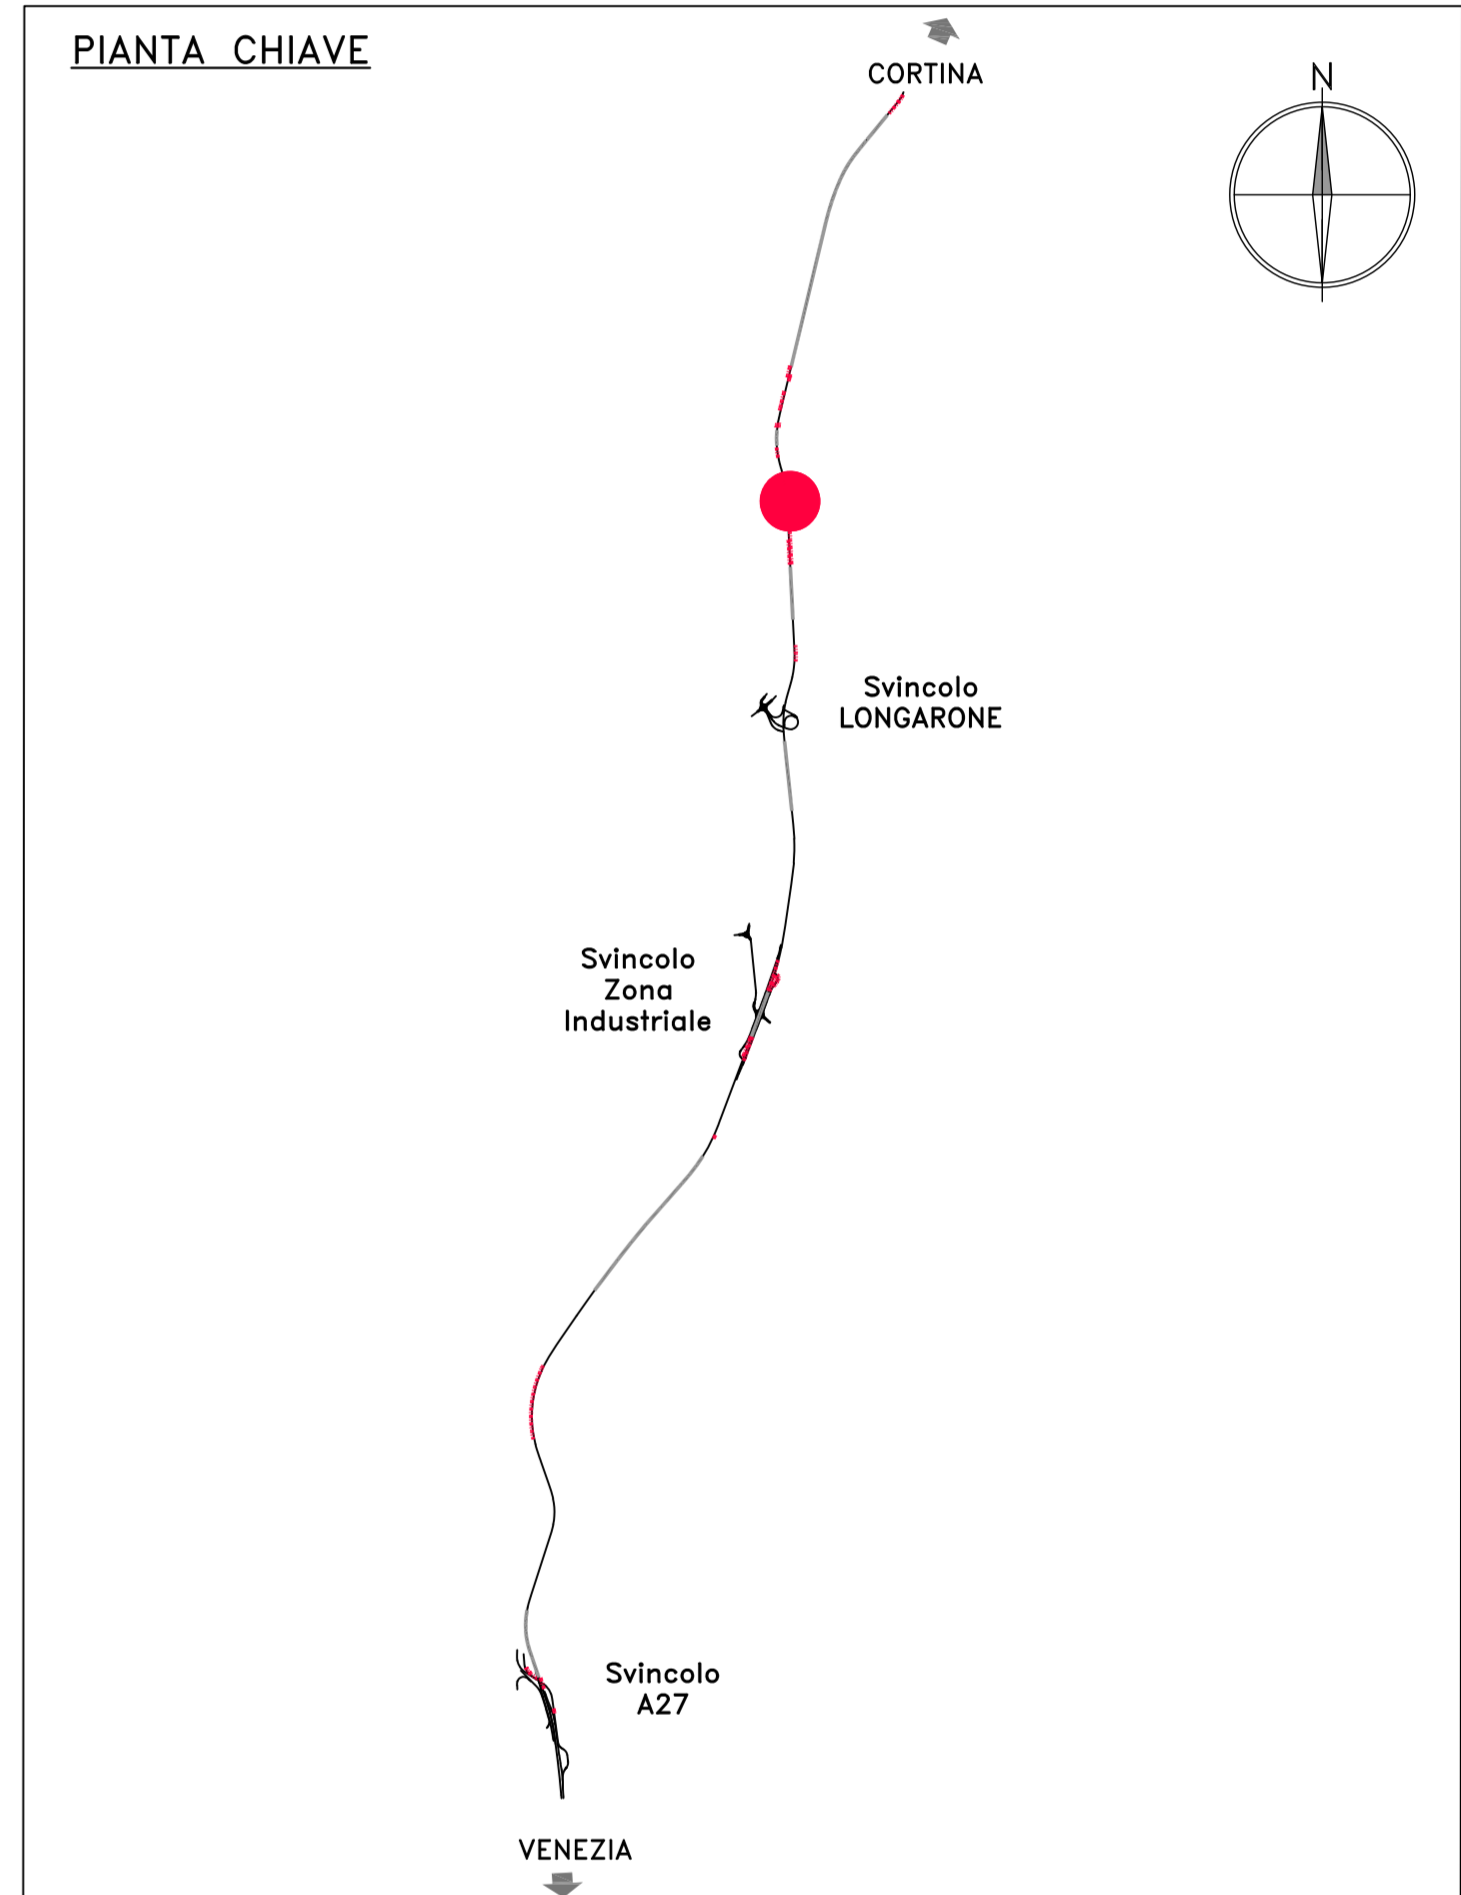 PIANTA CHIAVE
CORTINA
N
Svincolo
LONGARONE
Svincolo
Zona
Industriale
Svincolo
A27
VENEZIA